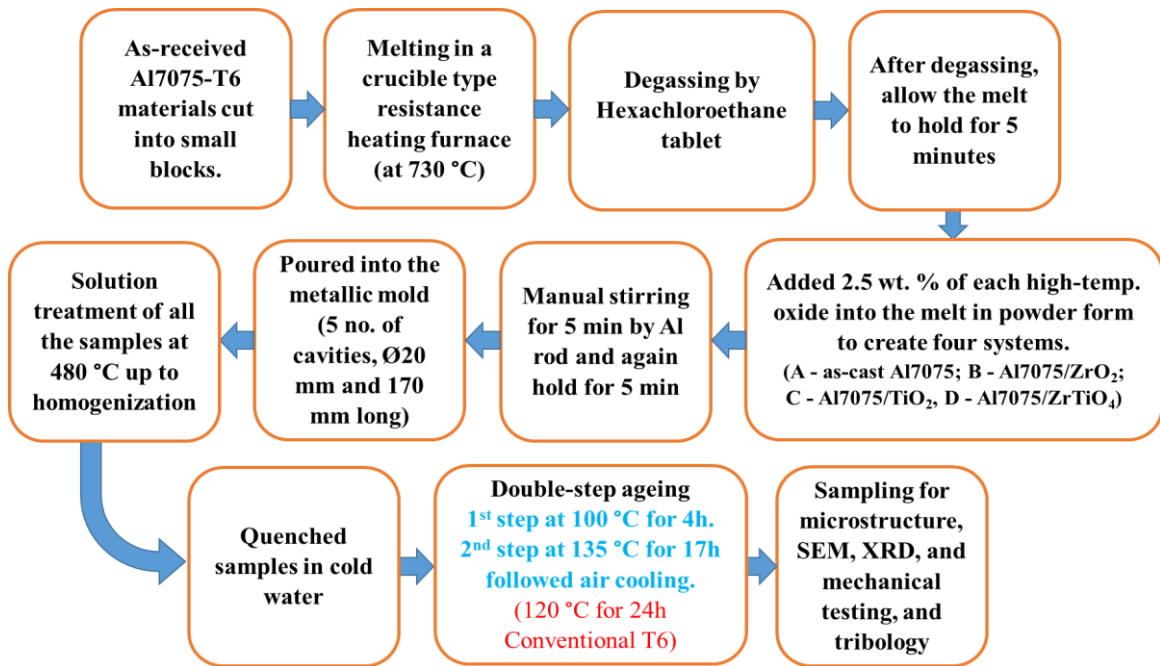 As-received
Al7075-T6
materials cut
into small
blocks.
Melting in a
crucible type
resistance
heating furnace
(at 730 °C)
Degassing by
Hexachloroethane
tablet
After degassing,
allow the melt
to hold for 5
minutes
Added 2.5 wt. % of each high-temp.
oxide into the melt in powder form
to create four systems.
(A - as-cast Al7075; B - Al7075/ZrO₂;
C - Al7075/TiO₂, D - Al7075/ZrTiO₄)
Manual stirring
for 5 min by Al
rod and again
hold for 5 min
Poured into the
metallic mold
(5 no. of
cavities, Ø20
mm and 170
mm long)
Solution
treatment of all
the samples at
480 °C up to
homogenization
Quenched
samples in cold
water
Double-step ageing
1st step at 100 °C for 4h.
2nd step at 135 °C for 17h
followed air cooling.
(120 °C for 24h
Conventional T6)
Sampling for
microstructure,
SEM, XRD, and
mechanical
testing, and
tribology